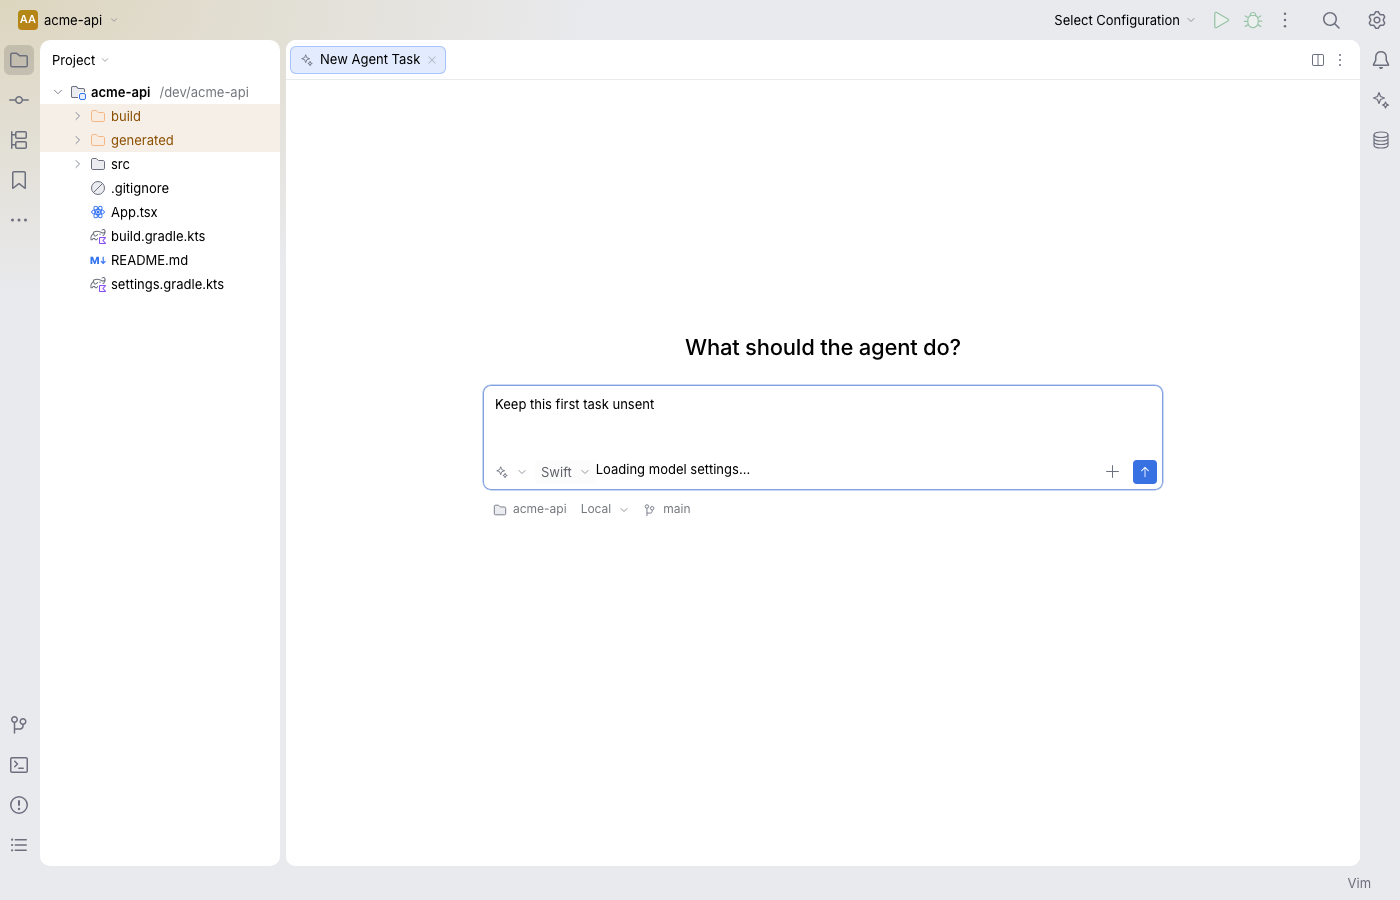 AA acme-api
Select Configuration
Project
New Agent Task
acme-api /dev/acme-api
build
generated
src
.gitignore
App.tsx
build.gradle.kts
M↓ README.md
settings.gradle.kts
What should the agent do?
Keep this first task unsent
Swift Loading model settings...
acme-api Local main
Vim